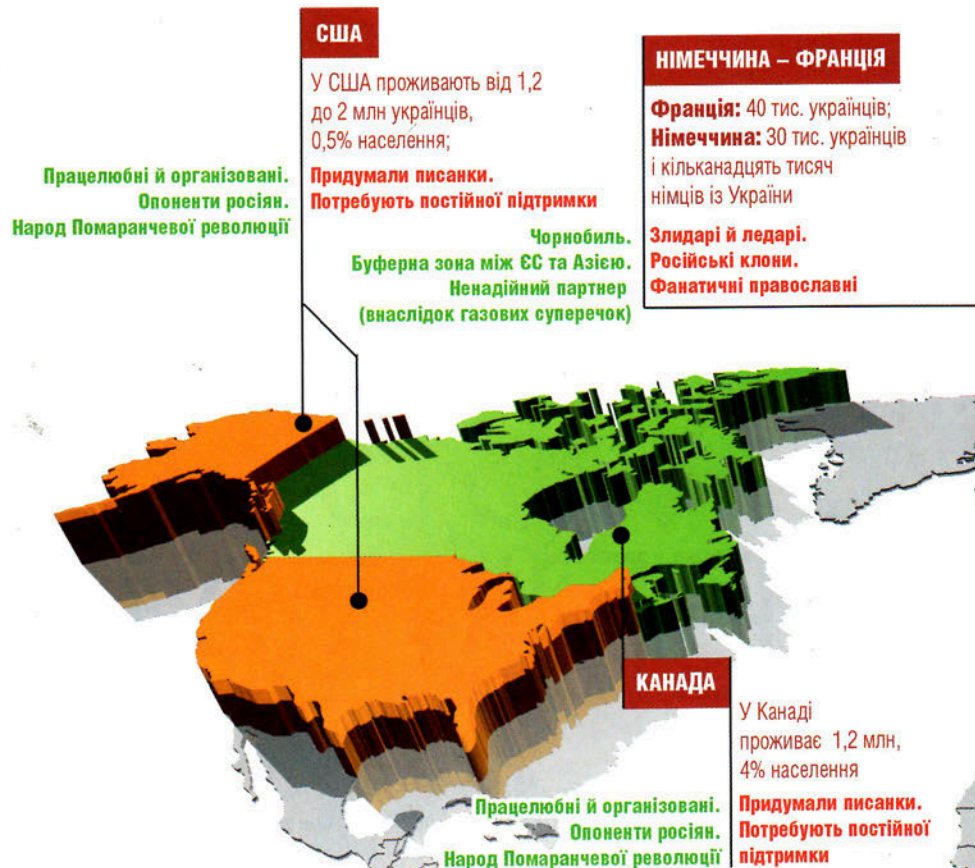 США
У США проживають від 1,2
до 2 млн українців,
0,5% населення;
Працелюбні й організовані.
Опоненти росіян.
Народ Помаранчевої революції
Придумали писанки.
Потребують постійної підтримки
НІМЕЧЧИНА – ФРАНЦІЯ
Франція: 40 тис. українців;
Німеччина: 30 тис. українців
і кільканадцять тисяч
німців із України
Чорнобиль.
Буферна зона між ЄС та Азією.
Ненадійний партнер
(внаслідок газових суперечок)
Злидарі й ледарі.
Російські клони.
Фанатичні православні
КАНАДА
У Канаді
проживає 1,2 млн,
4% населення
Працелюбні й організовані.
Опоненти росіян.
Народ Помаранчевої революції
Придумали писанки.
Потребують постійної
підтримки